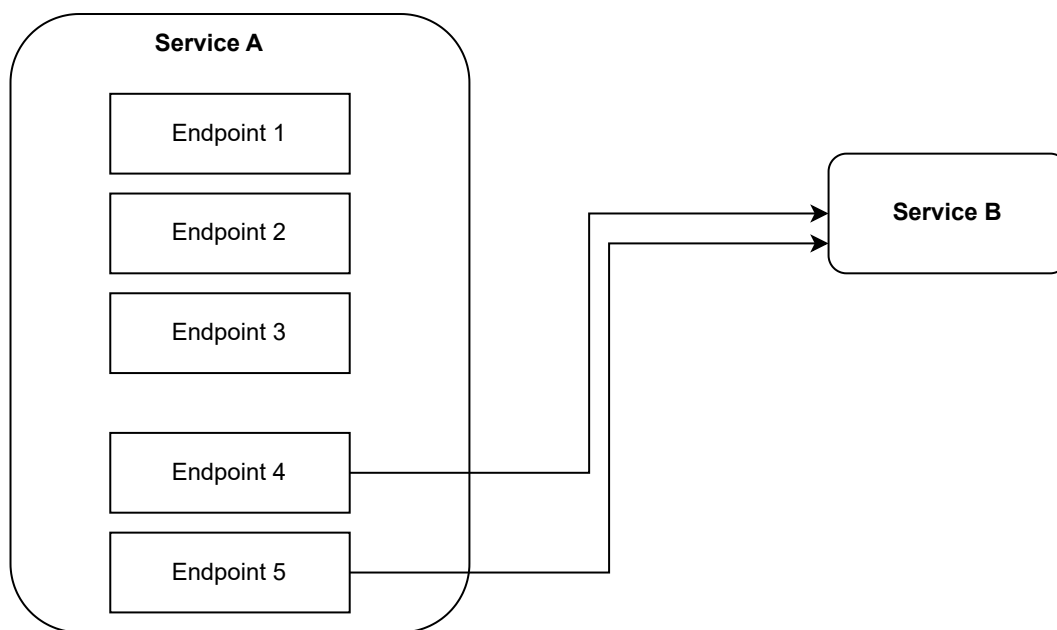 Service A
Endpoint 1
Endpoint 2
Endpoint 3
Endpoint 4
Endpoint 5
Service B